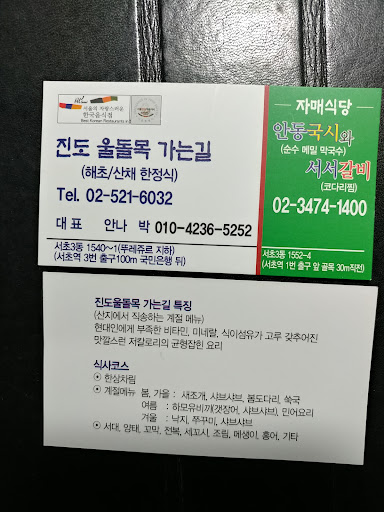 서울의 자랑스러운
한국음식점
Best Korean Restaurants
진도 울돌목 가는길
(해초/산채 한정식)
Tel. 02-521-6032
대 표 안나 박 010-4236-5252
서초3동 1540~1(뚜레쥬르 지하)
(서초역 3번 출구100m 국민은행 뒤)
자매식당
안동국시와
(순수 메밀 막국수)
서서갈비
(코다리찜)
02-3474-1400
서초3동 1552-4
(서초역 1번 출구 앞 골목 30m직전)
진도울돌목 가는길 특징
(산지에서 직송하는 계절 메뉴)
현대인에게 부족한 비타민, 미네랄, 식이섬유가 고루 갖추어진
맛깔스런 저칼로리의 균형잡힌 요리
식사코스
⊙ 한상차림
⊙ 계절메뉴 봄, 가을 : 새조개, 샤브샤브, 봄도다리, 쑥국
여름 : 하모유비끼(갯장어, 샤브샤브), 민어요리
겨울 : 낙지, 쭈꾸미, 샤브샤브
⊙ 서대, 양태, 꼬막, 전복, 세꼬시, 조림, 메생이, 홍어, 기타